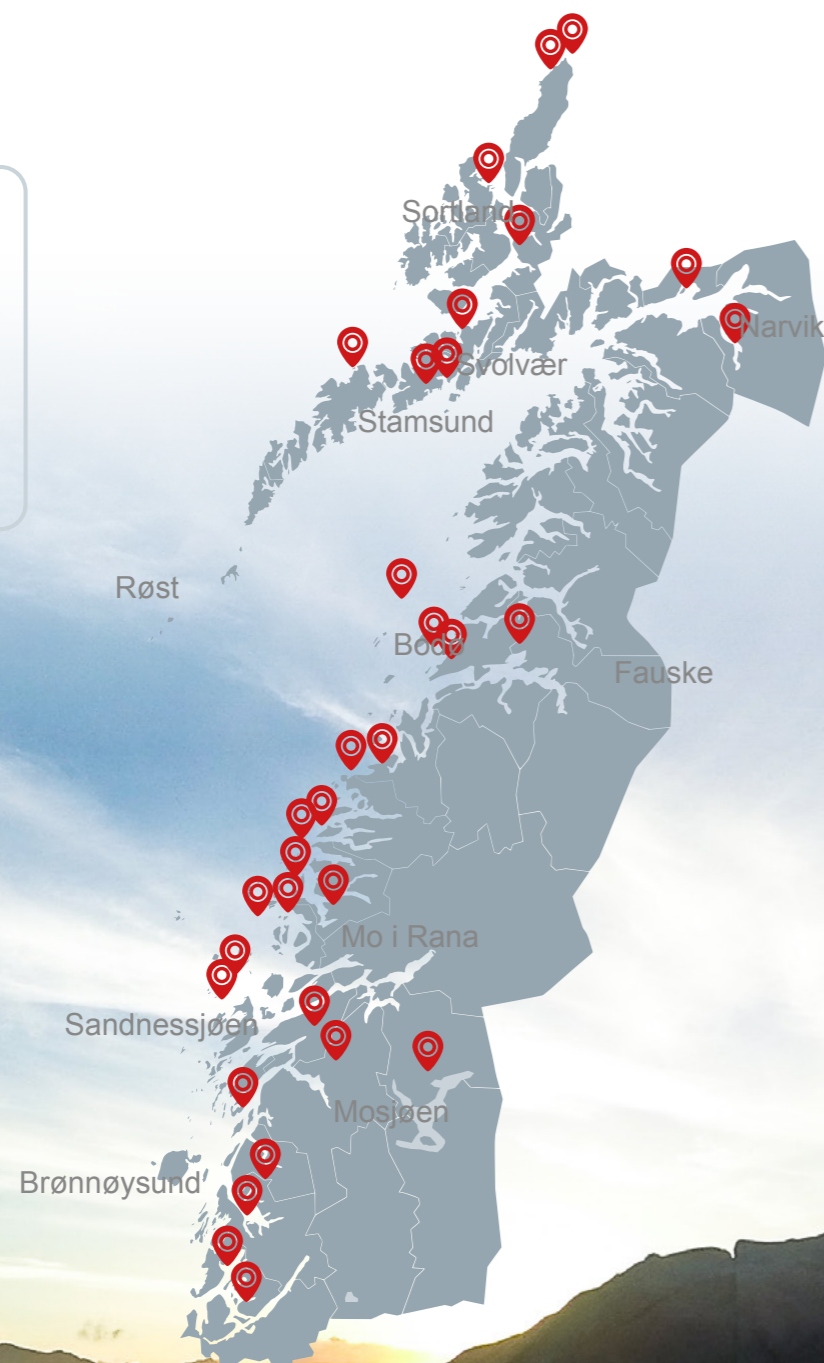 Sortland
Narvik
Svolvær
Stamsund
Røst
Bodø
Fauske
Mo i Rana
Sandnessjøen
Mosjøen
Brønnøysund